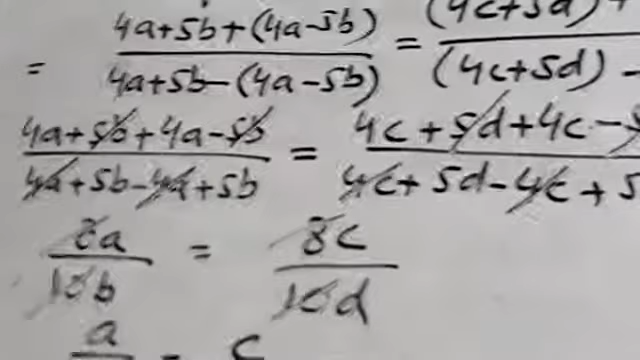 = 4a+5b+(4a-5b) / 4a+5b-(4a-5b) = (4c+5d)+ / (4c+5d)-
4a+5b+4a-5b / 4a+5b-4a+5b = 4c+5d+4c- / 4c+5d-4c+5
8a / 10b = 8c / 10d
a = c